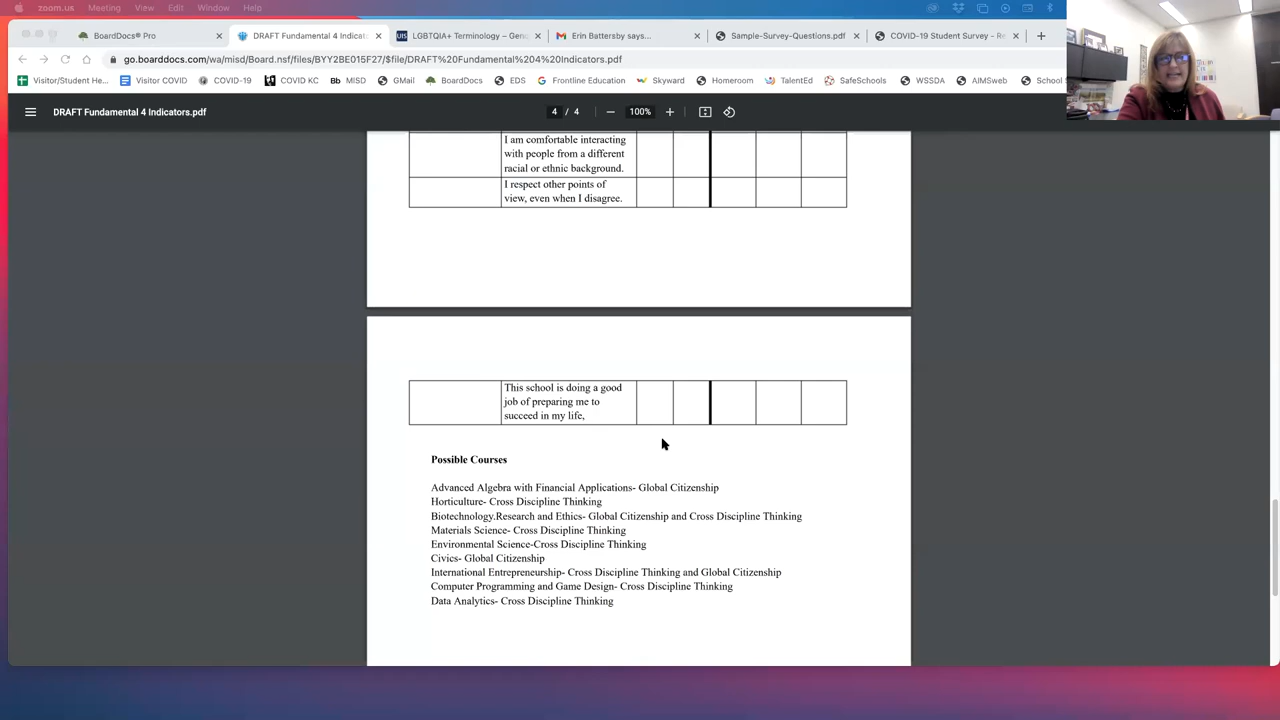 zoom.us Meeting View Edit Window Help
BoardDocs® Pro
DRAFT Fundamental 4 Indicato
LGBTQIA+ Terminology – Gend
Erin Battersby says...
Sample-Survey-Questions.pdf
COVID-19 Student Survey - Re
go.boarddocs.com/wa/misd/Board.nsf/files/BYY2BE015F27/$file/DRAFT%20Fundamental%204%20Indicators.pdf
Visitor/Student He... Visitor COVID COVID-19 COVID KC Bb MISD GMail BoardDocs EDS Frontline Education Skyward Homeroom TalentEd SafeSchools WSSDA AIMSweb School
DRAFT Fundamental 4 Indicators.pdf
4 / 4
100%
I am comfortable interacting
with people from a different
racial or ethnic background.
I respect other points of
view, even when I disagree.
This school is doing a good
job of preparing me to
succeed in my life,
Possible Courses
Advanced Algebra with Financial Applications- Global Citizenship
Horticulture- Cross Discipline Thinking
Biotechnology.Research and Ethics- Global Citizenship and Cross Discipline Thinking
Materials Science- Cross Discipline Thinking
Environmental Science-Cross Discipline Thinking
Civics- Global Citizenship
International Entrepreneurship- Cross Discipline Thinking and Global Citizenship
Computer Programming and Game Design- Cross Discipline Thinking
Data Analytics- Cross Discipline Thinking